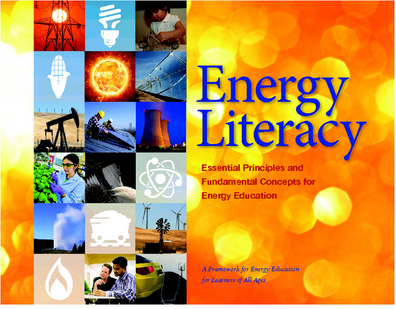 Energy
Literacy
Essential Principles and
Fundamental Concepts for
Energy Education
A Framework for Energy Education
for Learners of All Ages